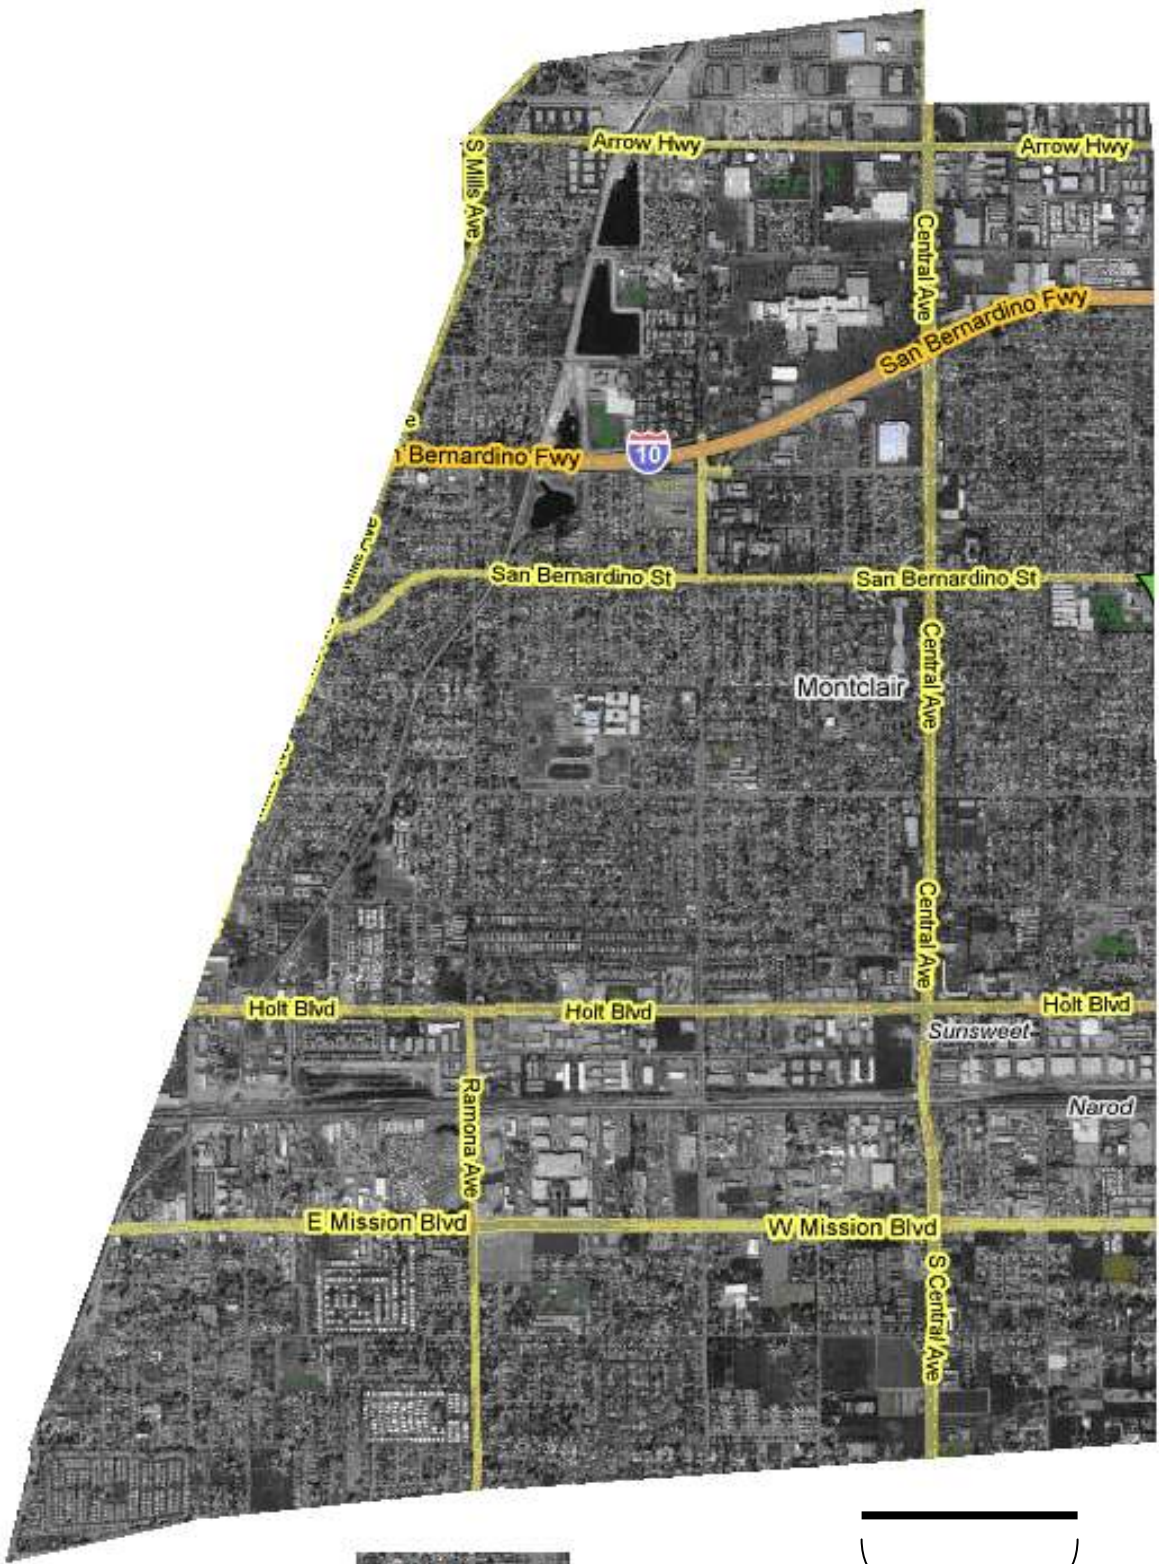 Arrow Hwy
Arrow Hwy
S Mills Ave
Central Ave
San Bernardino Fwy
Bernardino Fwy
10
San Bernardino St
San Bernardino St
Central Ave
Montclair
Central Ave
Holt Blvd
Holt Blvd
Holt Blvd
Sunsweet
Ramona Ave
Narod
E Mission Blvd
W Mission Blvd
S Central Ave